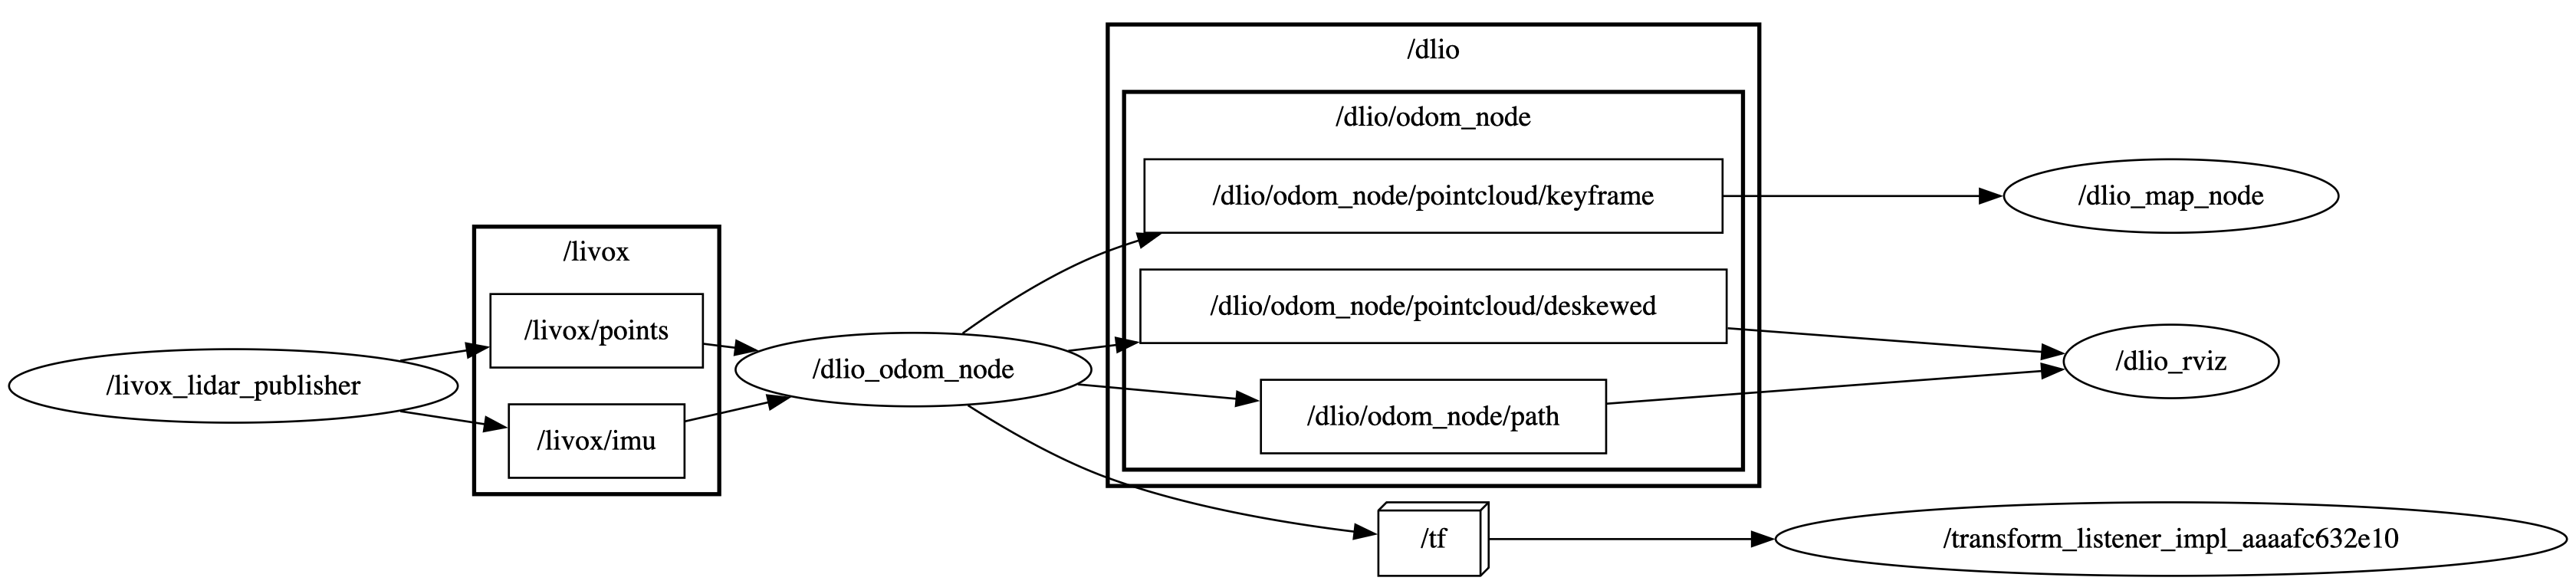 /dlio
/dlio/odom_node
/dlio/odom_node/pointcloud/keyframe
/dlio_map_node
/livox
/livox/points
/dlio/odom_node/pointcloud/deskewed
/livox_lidar_publisher
/dlio_odom_node
/dlio_rviz
/livox/imu
/dlio/odom_node/path
/tf
/transform_listener_impl_aaaafc632e10